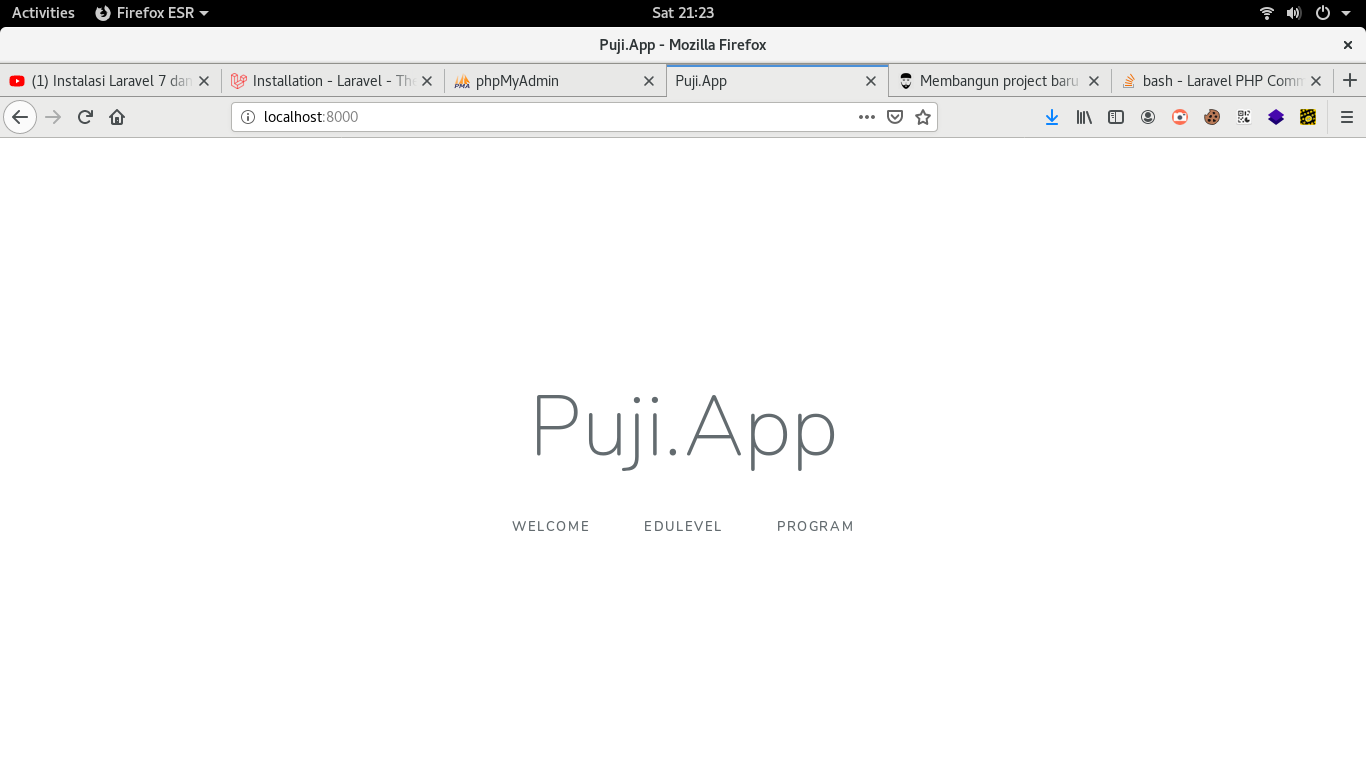 Activities Firefox ESR Sat 21:23
Puji.App - Mozilla Firefox
(1) Instalasi Laravel 7 dan Installation - Laravel - The phpMyAdmin Puji.App Membangun project baru bash - Laravel PHP Comm
localhost:8000
Puji.App
WELCOME EDULEVEL PROGRAM